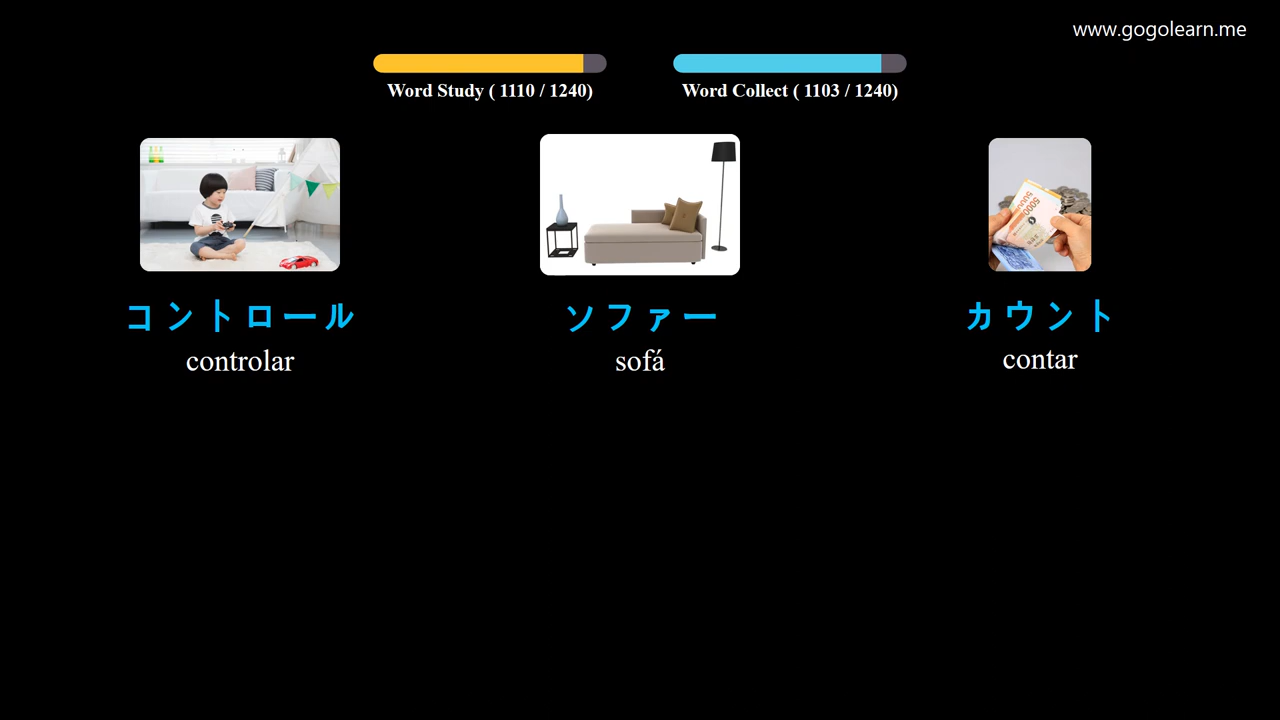 www.gogolearn.me
Word Study ( 1110 / 1240)
Word Collect ( 1103 / 1240)
コントロール
ソファー
カウント
controlar
sofá
contar